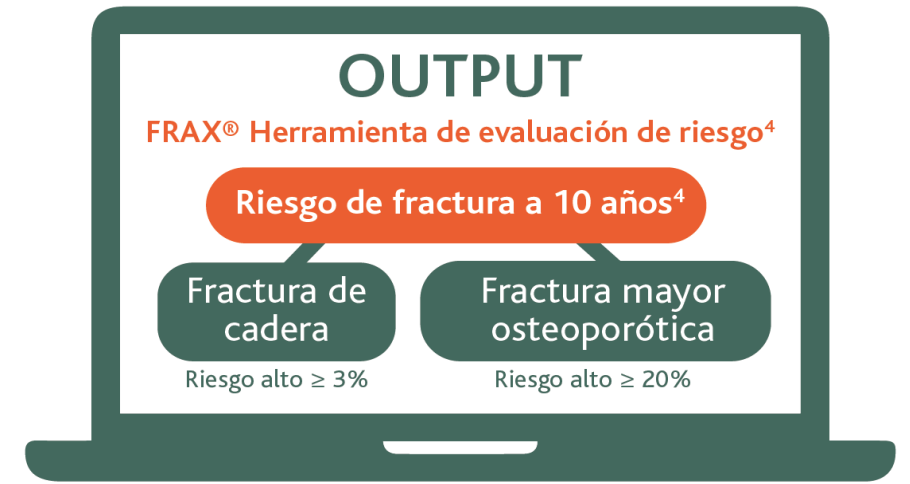 OUTPUT
FRAX® Herramienta de evaluación de riesgo⁴
Riesgo de fractura a 10 años⁴
Fractura de
cadera
Riesgo alto ≥ 3%
Fractura mayor
osteoporótica
Riesgo alto ≥ 20%